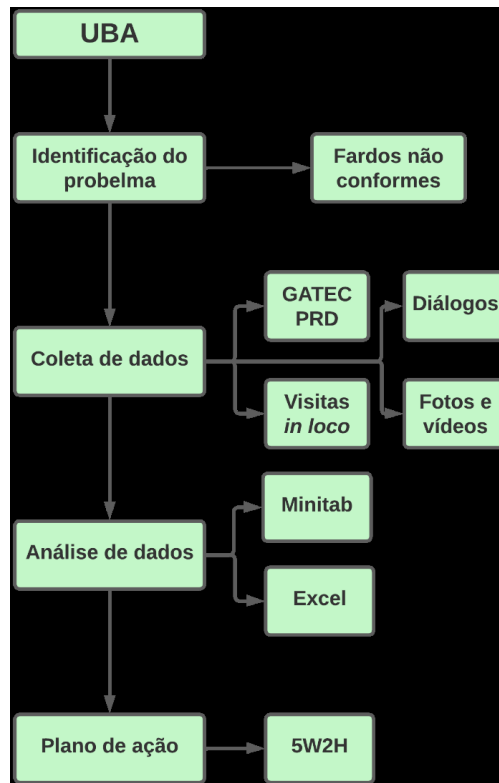 UBA
Identificação do
probelma
Fardos não
conformes
Coleta de dados
GATEC
PRD
Diálogos
Visitas
in loco
Fotos e
vídeos
Análise de dados
Minitab
Excel
Plano de ação
5W2H